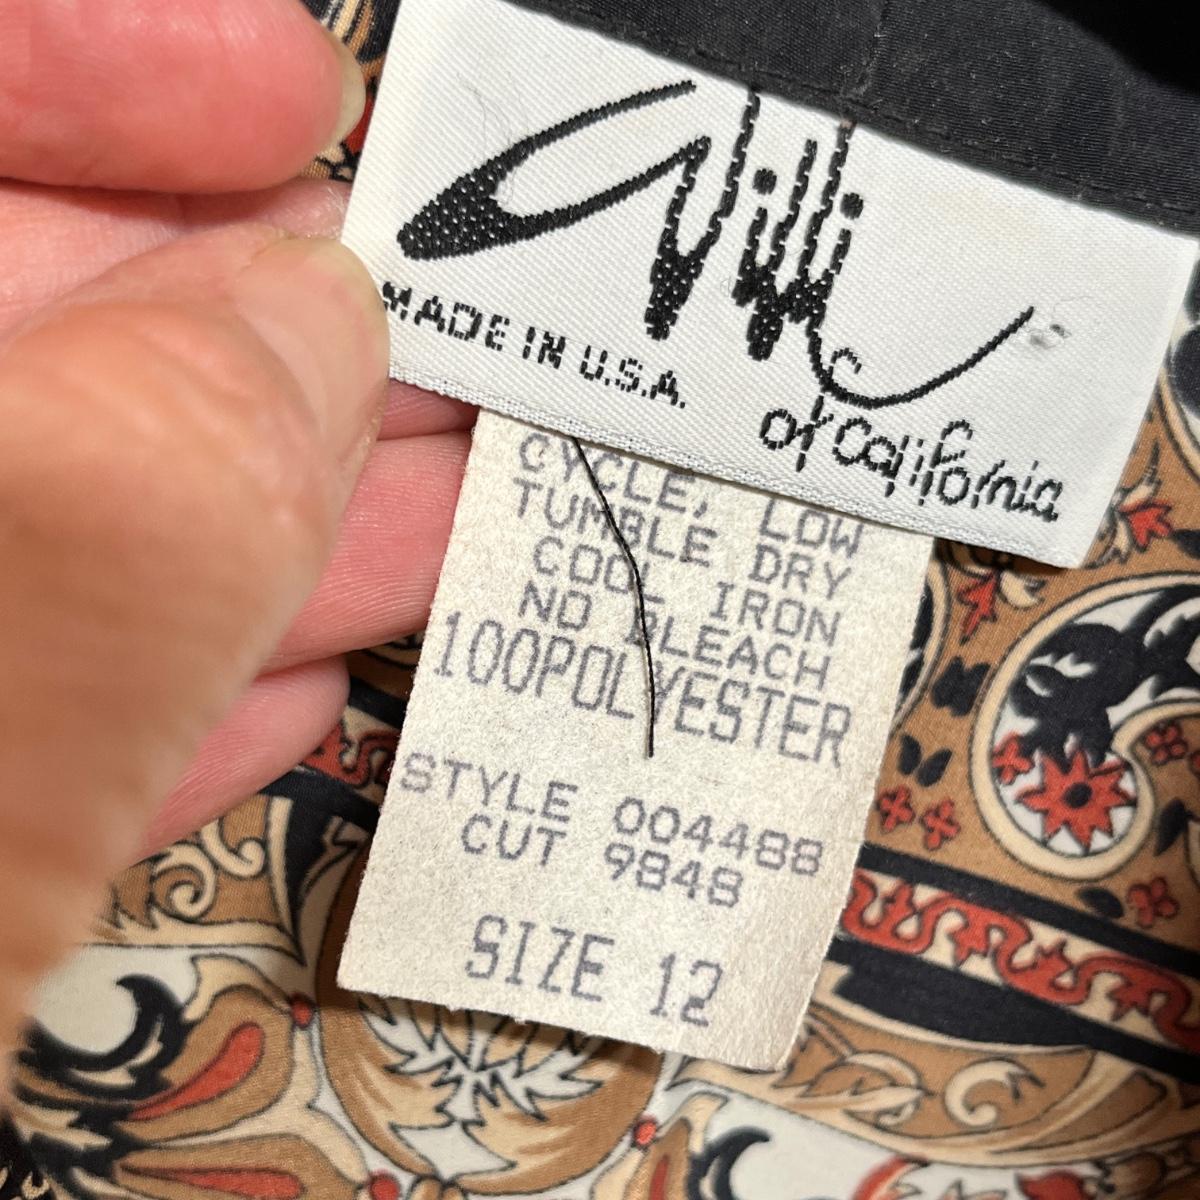 Willi
of California
MADE IN U.S.A.
CYCLE, LOW
TUMBLE DRY
COOL IRON
NO BLEACH
100POLYESTER
STYLE 004488
CUT 9848
SIZE 12